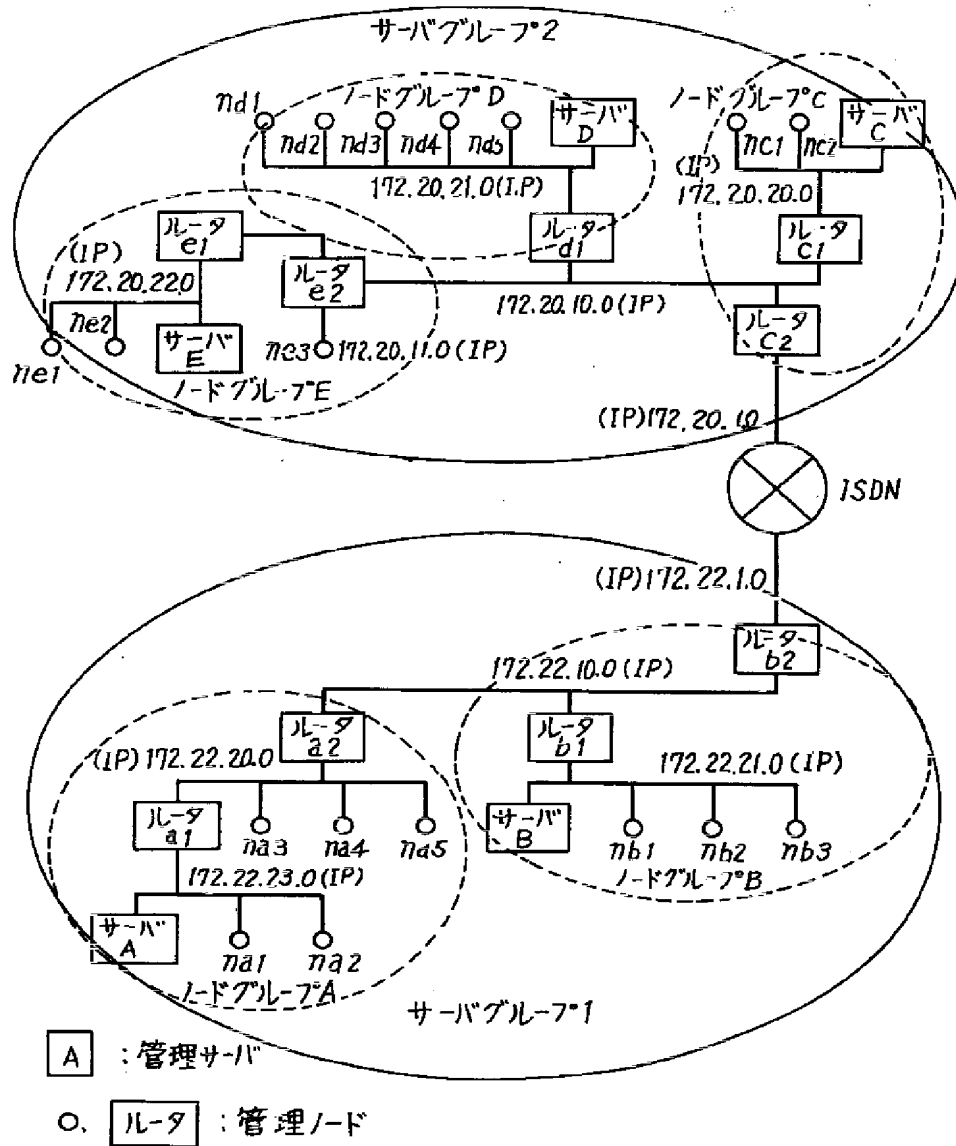 サーバグループ2
ノードグループD
nd1
nd2
nd3
nd4
nd5
サーバ
D
172.20.21.0(IP)
ルータ
d1
ノードグループC
nc1
nc2
サーバ
C
(IP)
172.20.20.0
ルータ
c1
ルータ
e1
(IP)
172.20.22.0
ne2
ne1
サーバ
E
ルータ
e2
ne3
172.20.11.0(IP)
ノードグループE
172.20.10.0(IP)
ルータ
c2
(IP)172.20.1.0
ISDN
(IP)172.22.1.0
ルータ
b2
172.22.10.0(IP)
ルータ
a2
(IP)172.22.20.0
ルータ
a1
na3
na4
na5
172.22.23.0(IP)
サーバ
A
na1
na2
ノードグループA
ルータ
b1
172.22.21.0(IP)
サーバ
B
nb1
nb2
nb3
ノードグループB
サーバグループ1
A :管理サーバ
○、ルータ :管理ノード